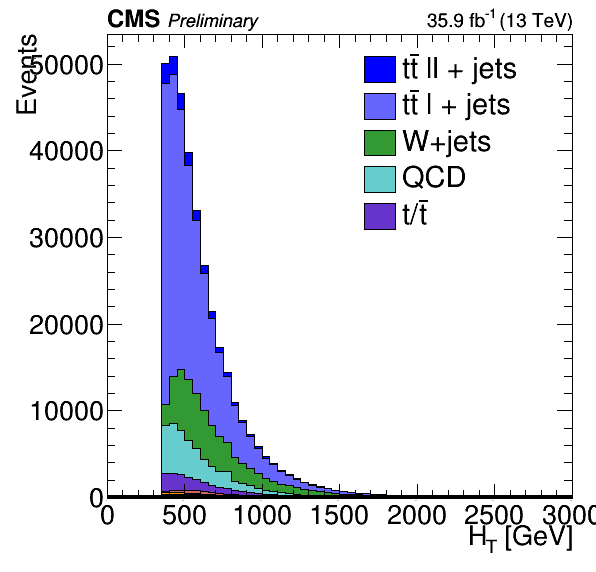 CMS Preliminary 35.9 fb⁻¹ (13 TeV)
Events
50000
40000
30000
20000
10000
0
tt̄ ll + jets
tt̄ l + jets
W+jets
QCD
t/t̄
0 500 1000 1500 2000 2500 3000
H_T [GeV]